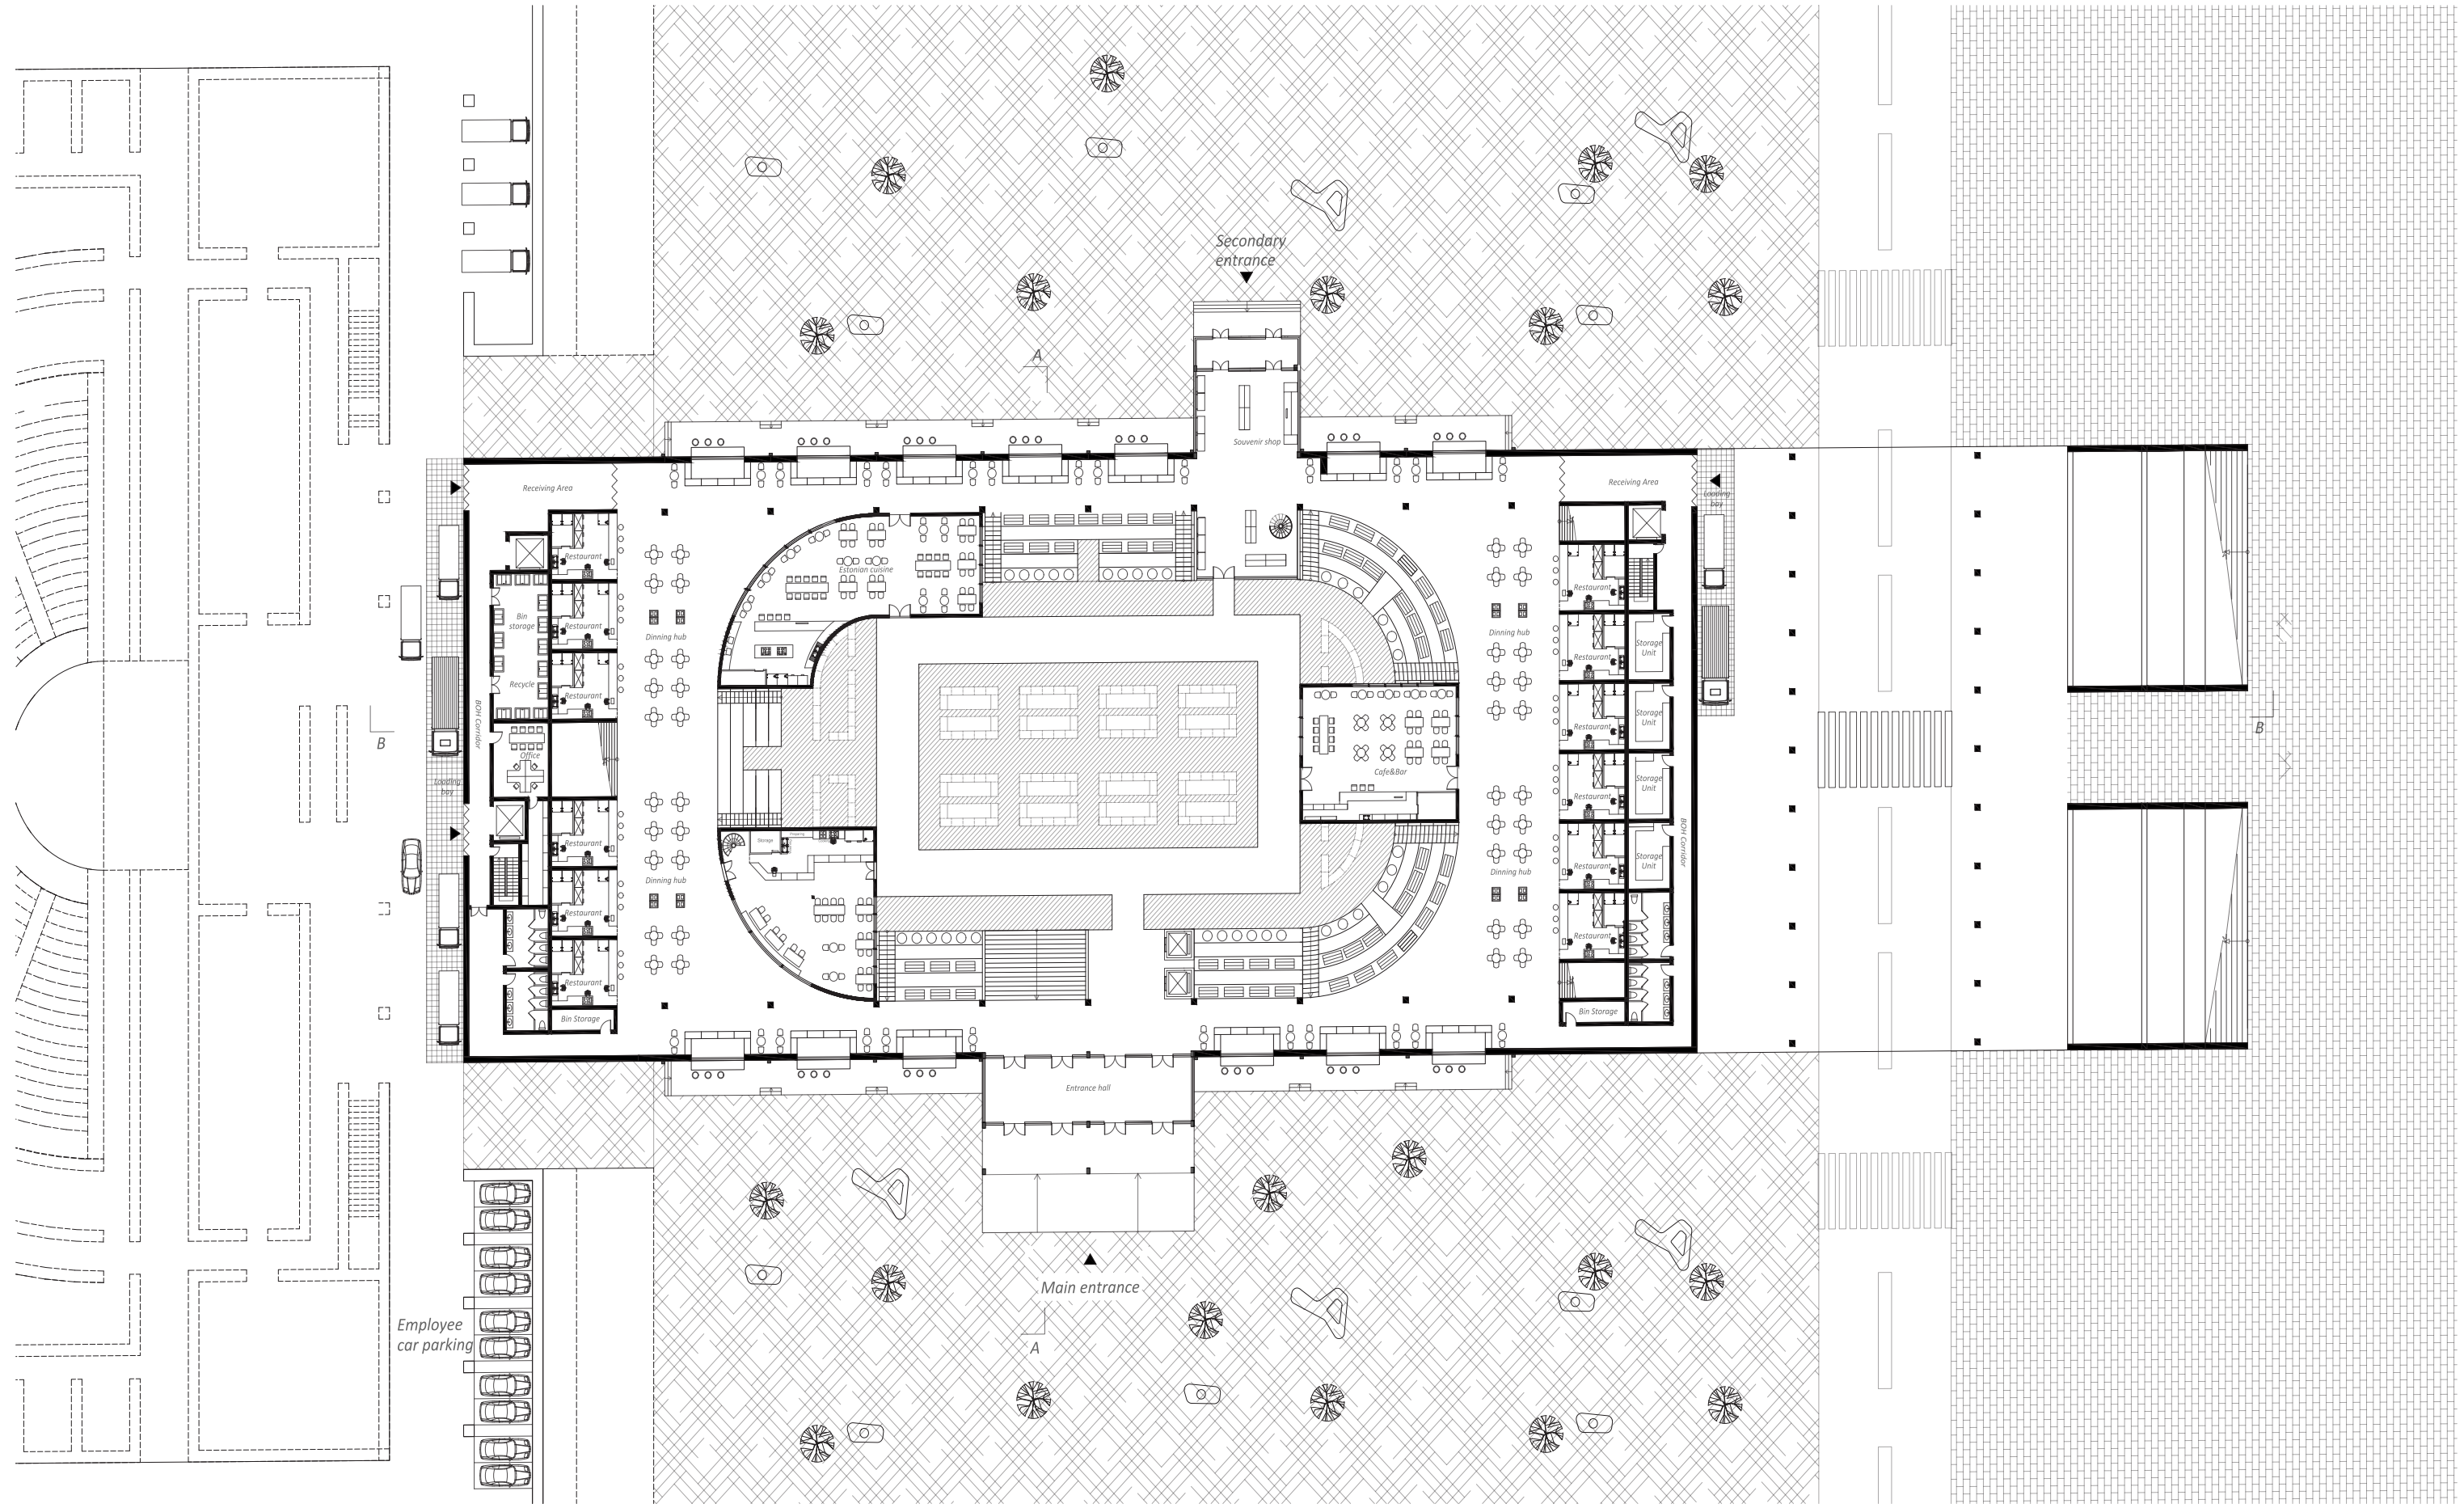 Secondary
entrance
A
Souvenir shop
Receiving Area
Receiving Area
Loading
bay
Restaurant
Estonian cuisine
Restaurant
Bin
storage
Restaurant
Dinning hub
Dinning hub
Restaurant
Storage
Unit
Recycle
Restaurant
BOH Corridor
Restaurant
Storage
Unit
B
B
Office
Cafe&Bar
Restaurant
Storage
Unit
Loading
bay
Restaurant
Storage
BOH Corridor
Restaurant
Storage
Unit
Dinning hub
Dinning hub
Restaurant
Restaurant
Restaurant
Bin Storage
Bin Storage
Entrance hall
Main entrance
Employee
car parking
A